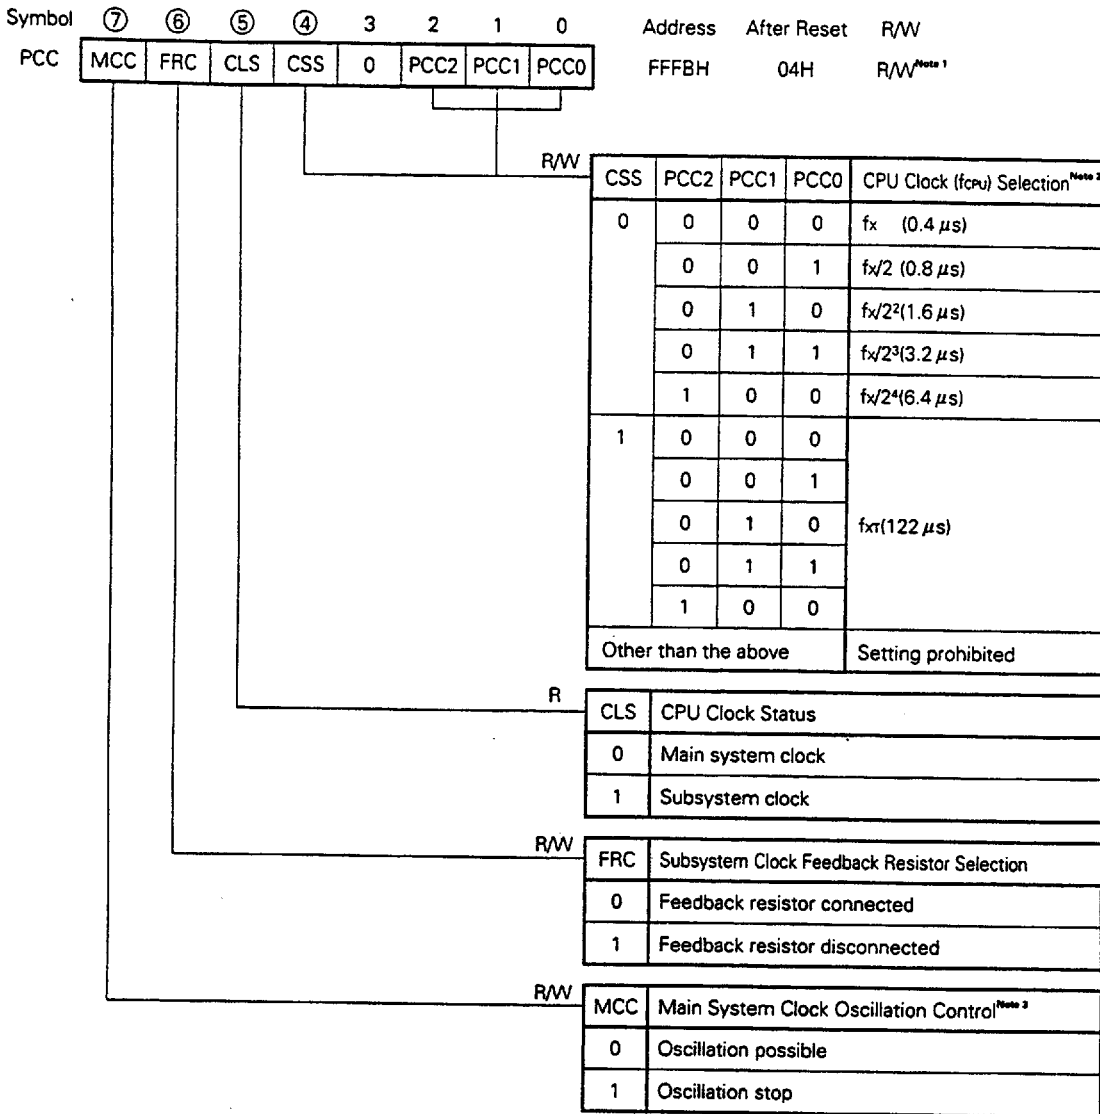 Symbol ⑦ ⑥ ⑤ ④ 3 2 1 0 Address After Reset R/W
PCC MCC FRC CLS CSS 0 PCC2 PCC1 PCC0 FFFBH 04H R/W Note 1
R/W
CSS PCC2 PCC1 PCC0 CPU Clock (fCPU) Selection Note 2
0 0 0 0 fx (0.4 μs)
0 0 1 fx/2 (0.8 μs)
0 1 0 fx/2²(1.6 μs)
0 1 1 fx/2³(3.2 μs)
1 0 0 fx/2⁴(6.4 μs)
1 0 0 0
0 0 1
0 1 0 fXT(122 μs)
0 1 1
1 0 0
Other than the above Setting prohibited
R
CLS CPU Clock Status
0 Main system clock
1 Subsystem clock
R/W
FRC Subsystem Clock Feedback Resistor Selection
0 Feedback resistor connected
1 Feedback resistor disconnected
R/W
MCC Main System Clock Oscillation Control Note 3
0 Oscillation possible
1 Oscillation stop